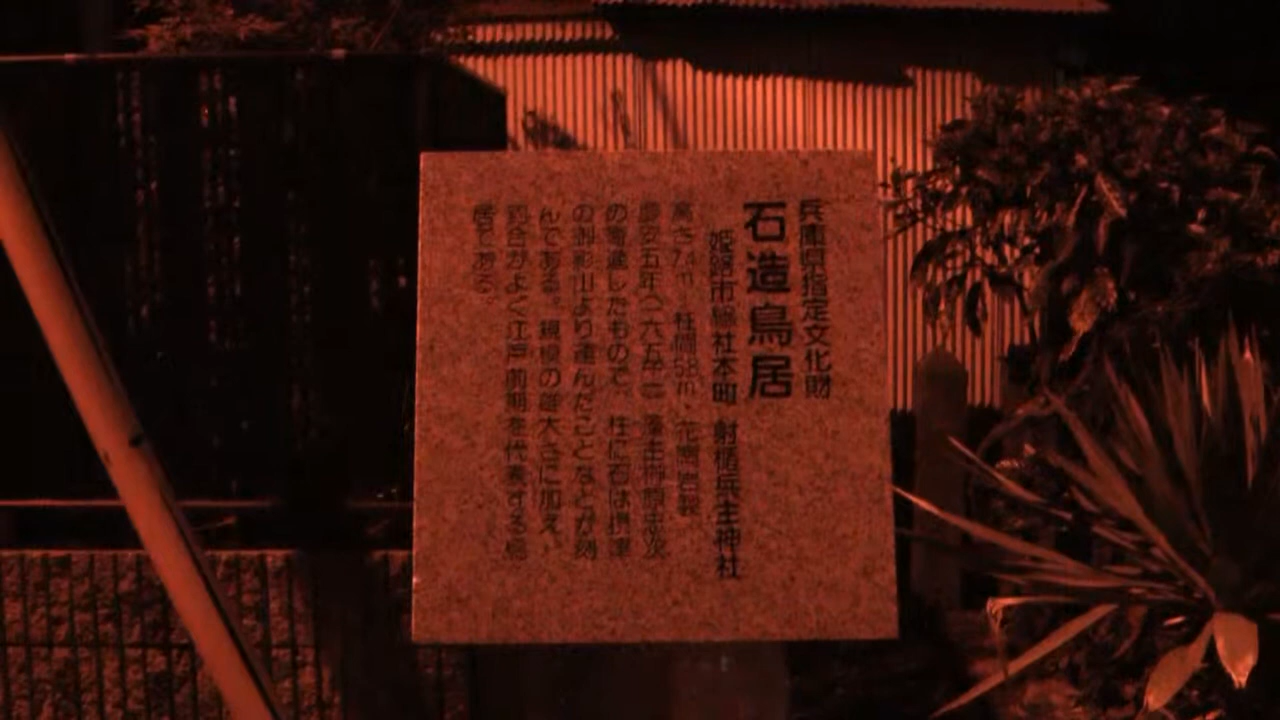 兵庫県指定文化財
石造鳥居
姫路市総社本町 射楯兵主神社
高さ7.4m、柱間5.8m、花崗岩製
慶安五年(一六五二)藩主榊原忠次
の寄進したもので、柱に石は摂津
の御影山より運んだことなどが刻
んである。規模の雄大さに加え、
釣合がよく江戸前期を代表する鳥
居である。